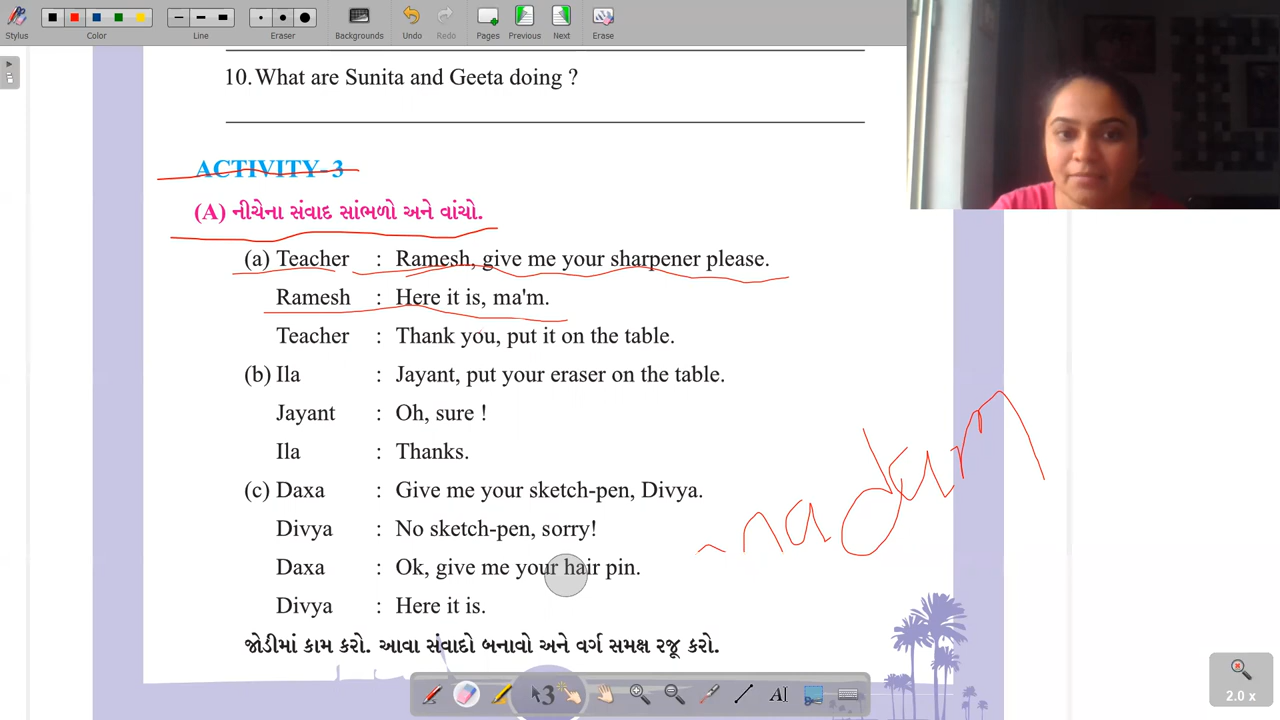 Stylus Color Line Eraser Backgrounds Undo Redo Pages Previous Next Erase
10. What are Sunita and Geeta doing ?
ACTIVITY-3
(A) નીચેના સંવાદ સાંભળો અને વાંચો.
(a) Teacher : Ramesh, give me your sharpener please.
Ramesh : Here it is, ma'm.
Teacher : Thank you, put it on the table.
(b) Ila : Jayant, put your eraser on the table.
Jayant : Oh, sure !
Ila : Thanks.
(c) Daxa : Give me your sketch-pen, Divya.
madam
Divya : No sketch-pen, sorry!
Daxa : Ok, give me your hair pin.
Divya : Here it is.
જોડીમાં કામ કરો. આવા સંવાદો બનાવો અને વર્ગ સમક્ષ રજૂ કરો.
3
AI
2.0 x